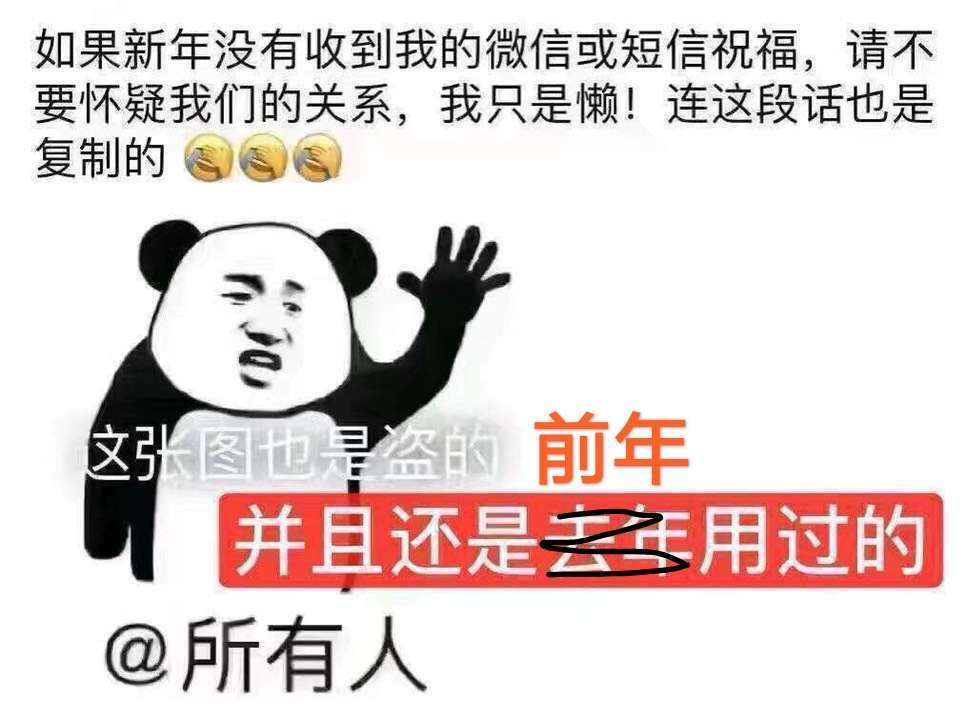 如果新年没有收到我的微信或短信祝福，请不
要怀疑我们的关系，我只是懒！连这段话也是
复制的 🤦🤦🤦
这张图也是盗的
前年
并且还是去年用过的
@所有人